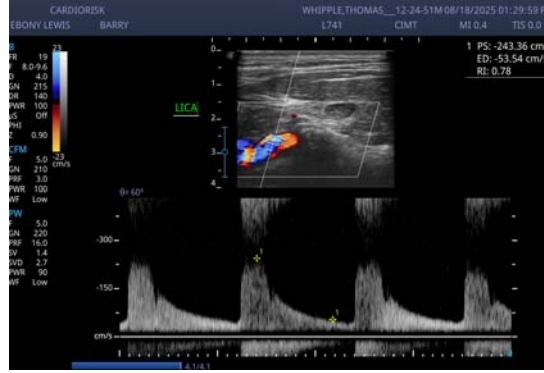 CARDIORISK WHIPPLE,THOMAS___12-24-51M 08/18/2025 01:29:59 P
EBONY LEWIS BARRY L741 CIMT MI 0.4 TIS 0.0
B
FR 19
F 8.0-9.6
D 4.0
GN 215
DR 140
PWR 100
µS Off
PHI
Z 0.90
23
-23
cm/s
CFM
F 5.0
GN 210
PRF 3.0
PWR 100
WF Low
PW
F 5.0
GN 220
PRF 16.0
SV 1.4
SVD 2.7
PWR 90
WF Low
LICA
0
1
2
3
4
1 PS: -243.36 cm
ED: -53.54 cm/
RI: 0.78
θ= 60°
-300
-150
cm/s
1
1
4.1/4.1